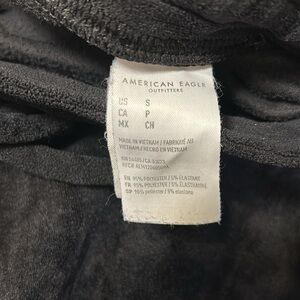 AMERICAN EAGLE
OUTFITTERS
US S
CA P
MX CH
MADE IN VIETNAM / FABRIQUÉ AU
VIETNAM / HECHO EN VIETNAM
EN 95% POLYESTER / 5% ELASTANE
FR 95% POLYESTER / 5% ÉLASTHANNE
SP 95% poliéster / 5% elastano